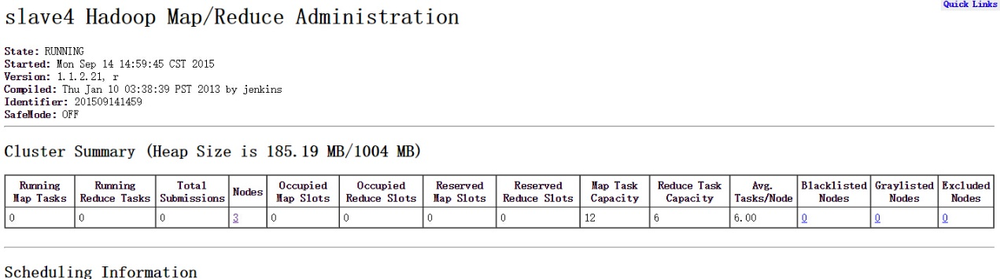 Quick Links
slave4 Hadoop Map/Reduce Administration
State: RUNNING
Started: Mon Sep 14 14:59:45 CST 2015
Version: 1.1.2.21, r
Compiled: Thu Jan 10 03:38:39 PST 2013 by jenkins
Identifier: 201509141459
SafeMode: OFF
Cluster Summary (Heap Size is 185.19 MB/1004 MB)
Running Running Total Nodes Occupied Occupied Reserved Reserved Map Task Reduce Task Avg. Blacklisted Graylisted Excluded
Map Tasks Reduce Tasks Submissions Map Slots Reduce Slots Map Slots Reduce Slots Capacity Capacity Tasks/Node Nodes Nodes Nodes
0 0 0 3 0 0 0 0 12 6 6.00 0 0 0
Scheduling Information